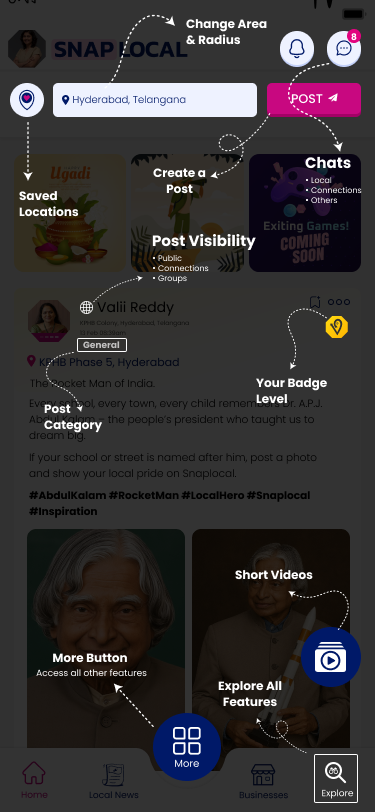 Change Area
& Radius
SNAP LOCAL
8
Hyderabad, Telangana
POST
Saved
Locations
Ugadi
Create a
Post
Chats
• Local
• Connections
• Others
Exiting Games!
COMING
SOON
Post Visibility
• Public
• Connections
• Groups
Valii Reddy
KPHB Colony, Hyderabad, Telangana
General
KPHB Phase 5, Hyderabad
Your Badge
Level
Post
Category
The Rocket Man of India.
Every school, every town, every child remembers Dr. A.P.J.
Abdul Kalam – the people's president who taught us to
dream big.
If your school or street is named after him, post a photo
and show your local pride on Snaplocal.
#AbdulKalam #RocketMan #LocalHero #Snaplocal
#Inspiration
Short Videos
More Button
Access all other features
Explore All
Features
More
Explore
Home
Local News
Businesses